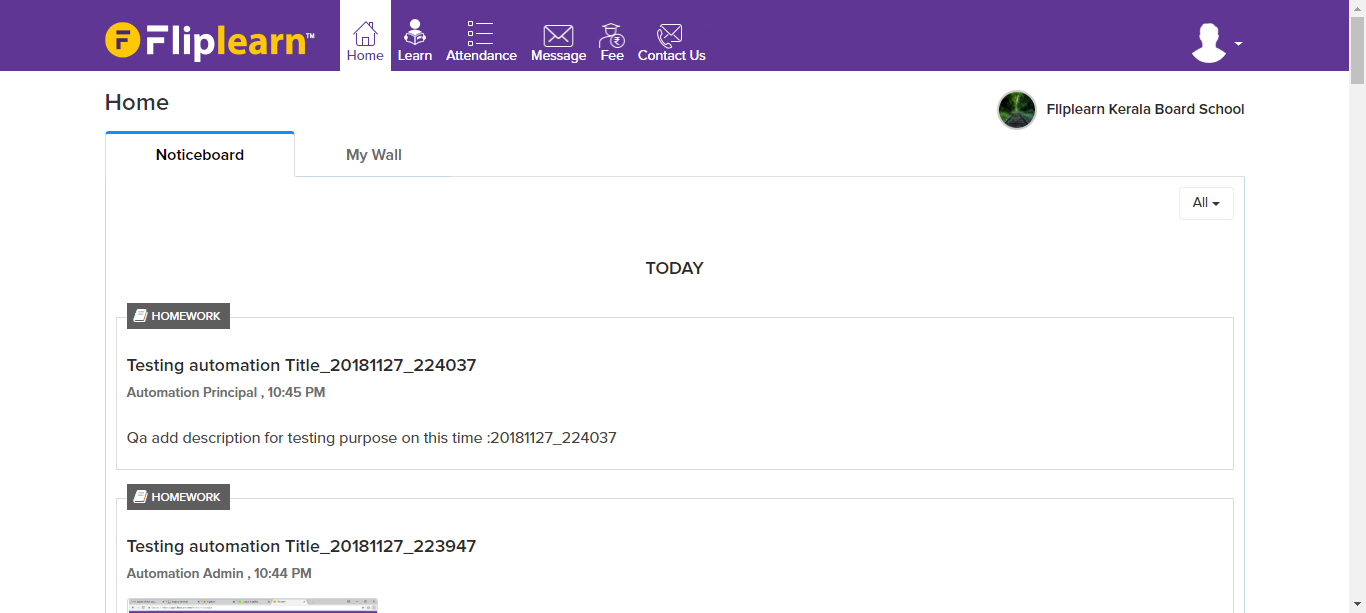 Fliplearn™
Home
Learn
Attendance
Message
Fee
Contact Us
Home
Fliplearn Kerala Board School
Noticeboard
My Wall
All
TODAY
HOMEWORK
Testing automation Title_20181127_224037
Automation Principal , 10:45 PM
Qa add description for testing purpose on this time :20181127_224037
HOMEWORK
Testing automation Title_20181127_223947
Automation Admin , 10:44 PM